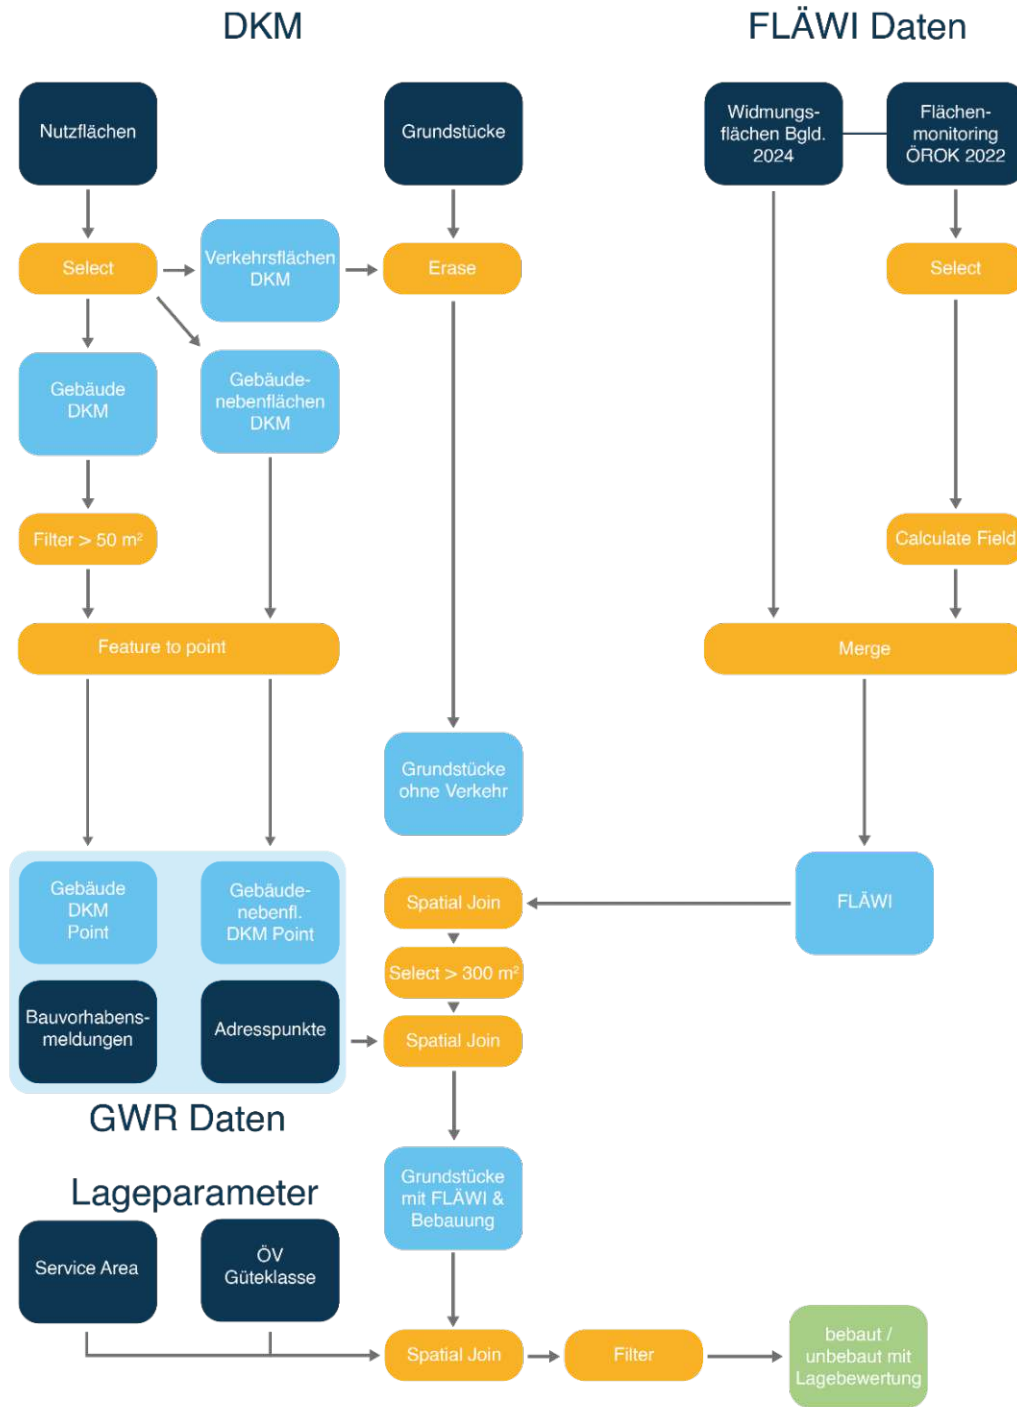 DKM
FLÄWI Daten
Nutzflächen
Grundstücke
Widmungs-
flächen Bgld.
2024
Flächen-
monitoring
ÖROK 2022
Select
Verkehrsflächen
DKM
Erase
Select
Gebäude
DKM
Gebäude-
nebenflächen
DKM
Filter > 50 m²
Calculate Field
Feature to point
Merge
Grundstücke
ohne Verkehr
Gebäude
DKM
Point
Gebäude-
nebenfl.
DKM Point
Spatial Join
FLÄWI
Select > 300 m²
Bauvorhabens-
meldungen
Adresspunkte
Spatial Join
GWR Daten
Grundstücke
mit FLÄWI &
Bebauung
Lageparameter
Service Area
ÖV
Güteklasse
Spatial Join
Filter
bebaut /
unbebaut mit
Lagebewertung